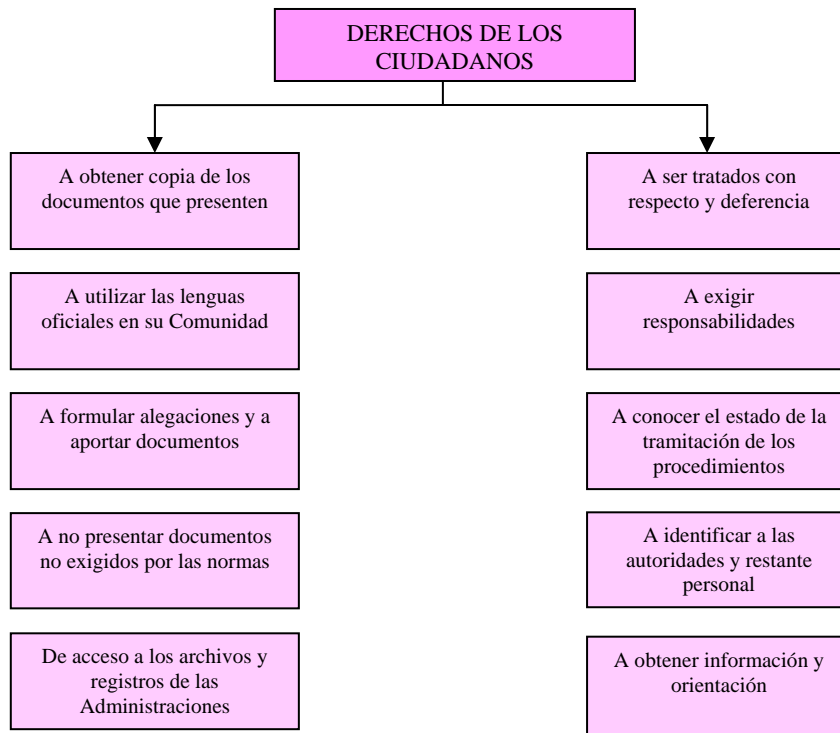 DERECHOS DE LOS
CIUDADANOS
A obtener copia de los
documentos que presenten
A utilizar las lenguas
oficiales en su Comunidad
A formular alegaciones y a
aportar documentos
A no presentar documentos
no exigidos por las normas
De acceso a los archivos y
registros de las
Administraciones
A ser tratados con
respecto y deferencia
A exigir
responsabilidades
A conocer el estado de la
tramitación de los
procedimientos
A identificar a las
autoridades y restante
personal
A obtener información y
orientación